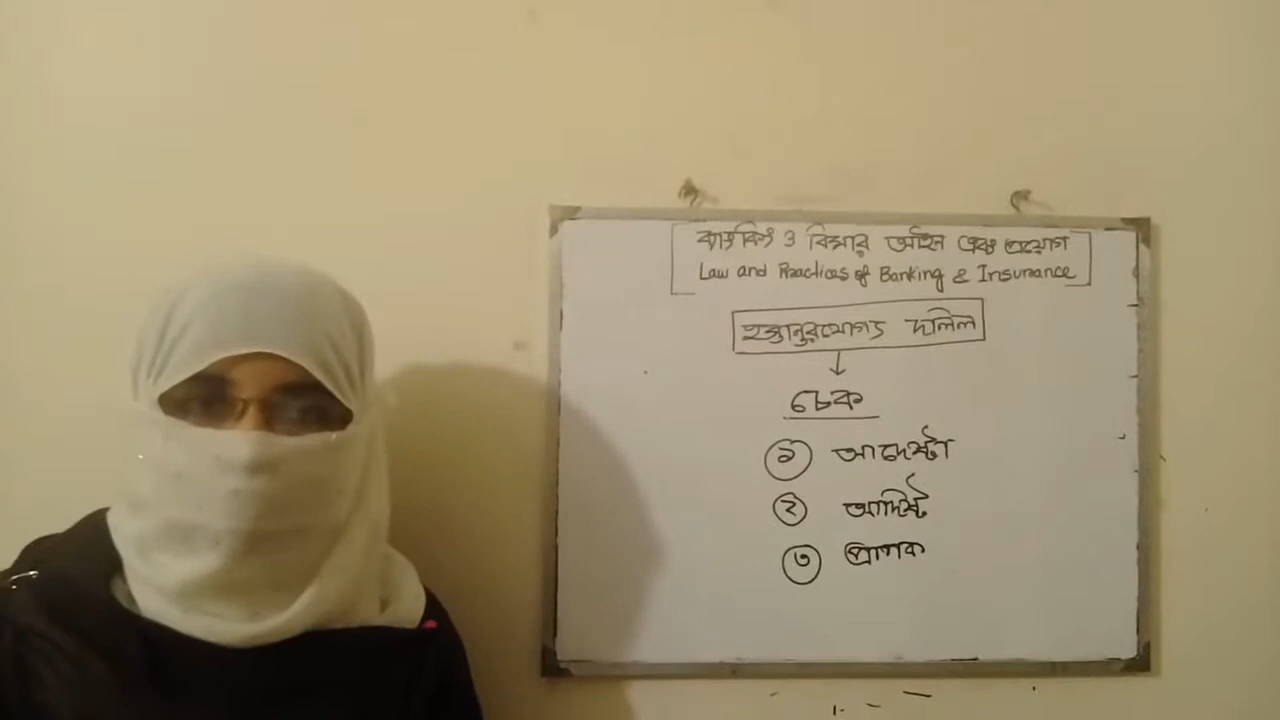 ব্যাংকিং ও বিমার আইন এবং প্রয়োগ
Law and Practices of Banking & Insurance
হস্তান্তরযোগ্য দলিল
চেক
১ আদেষ্টা
২ আদিষ্ট
৩ প্রাপক